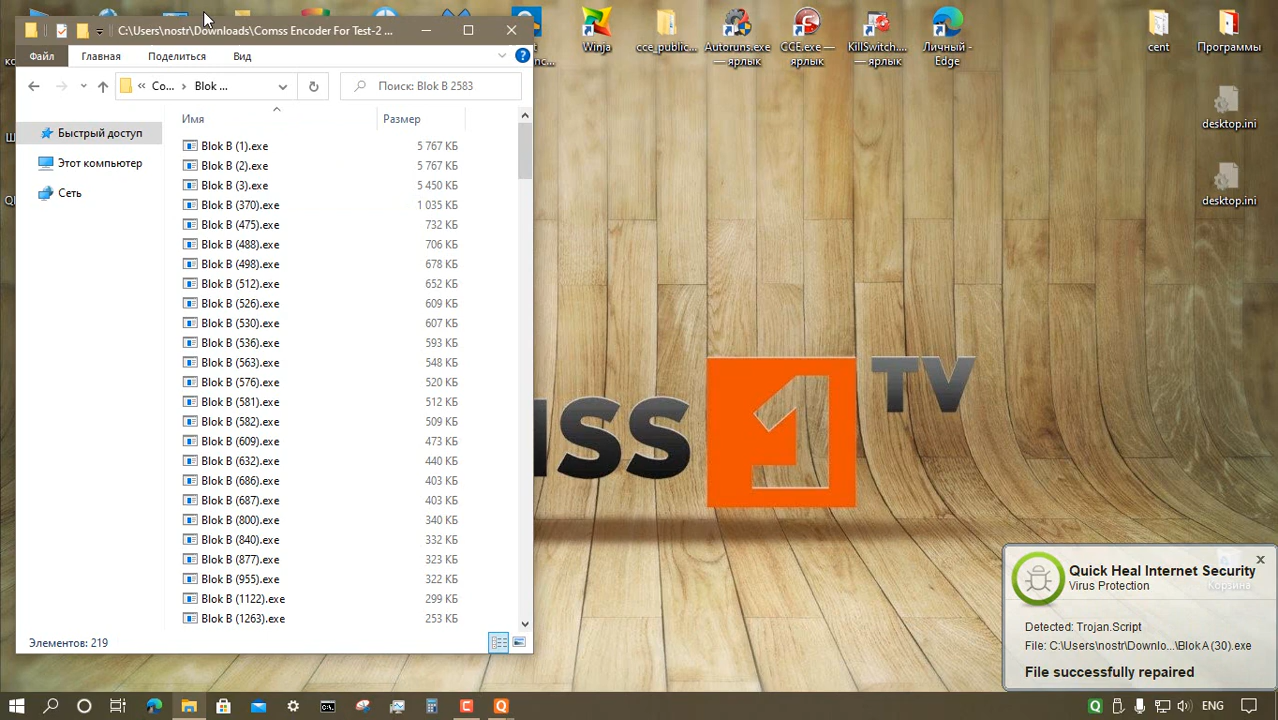 C:\Users\nostr\Downloads\Comss Encoder For Test-2 ...
Файл
Главная
Поделиться
Вид
Co...
Blok ...
Поиск: Blok B 2583
Имя
Размер
Быстрый доступ
Этот компьютер
Сеть
Blok B (1).exe 5 767 КБ
Blok B (2).exe 5 767 КБ
Blok B (3).exe 5 450 КБ
Blok B (370).exe 1 035 КБ
Blok B (475).exe 732 КБ
Blok B (488).exe 706 КБ
Blok B (498).exe 678 КБ
Blok B (512).exe 652 КБ
Blok B (526).exe 609 КБ
Blok B (530).exe 607 КБ
Blok B (536).exe 593 КБ
Blok B (563).exe 548 КБ
Blok B (576).exe 520 КБ
Blok B (581).exe 512 КБ
Blok B (582).exe 509 КБ
Blok B (609).exe 473 КБ
Blok B (632).exe 440 КБ
Blok B (686).exe 403 КБ
Blok B (687).exe 403 КБ
Blok B (800).exe 340 КБ
Blok B (840).exe 332 КБ
Blok B (877).exe 323 КБ
Blok B (955).exe 322 КБ
Blok B (1122).exe 299 КБ
Blok B (1263).exe 253 КБ
Элементов: 219
Winja
cce_public...
Autoruns.exe
— ярлык
CCE.exe —
ярлык
KillSwitch....
— ярлык
Личный -
Edge
cent
Программы
desktop.ini
desktop.ini
SS
1
TV
Корзина
Quick Heal Internet Security
Virus Protection
Detected: Trojan.Script
File: C:\Users\nostr\Downlo...\Blok A (30).exe
File successfully repaired
ENG